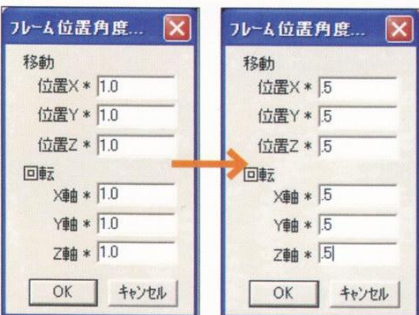 フレーム位置角度...
移動
位置X * 1.0
位置Y * 1.0
位置Z * 1.0
回転
X軸 * 1.0
Y軸 * 1.0
Z軸 * 1.0
OK キャンセル
フレーム位置角度...
移動
位置X * .5
位置Y * .5
位置Z * .5
回転
X軸 * .5
Y軸 * .5
Z軸 * .5
OK キャンセル